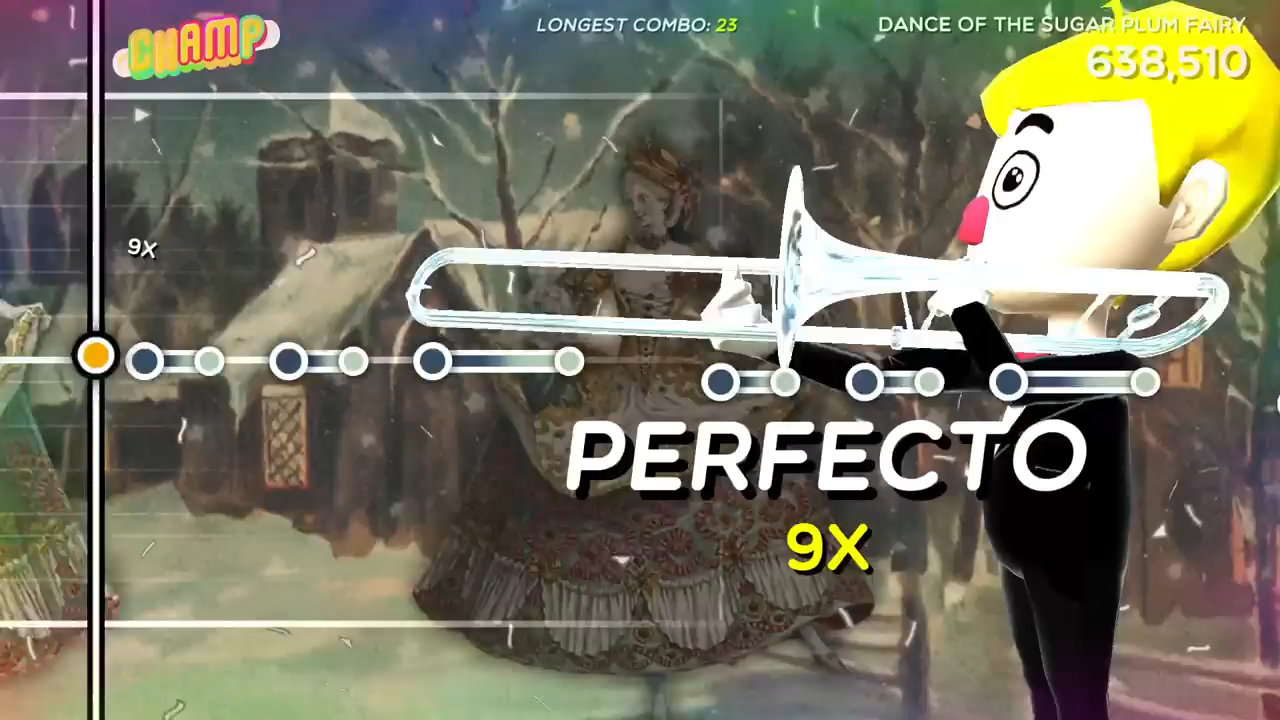 CHAMP
LONGEST COMBO: 23
DANCE OF THE SUGAR PLUM FAIRY
638,510
9X
PERFECTO
9X